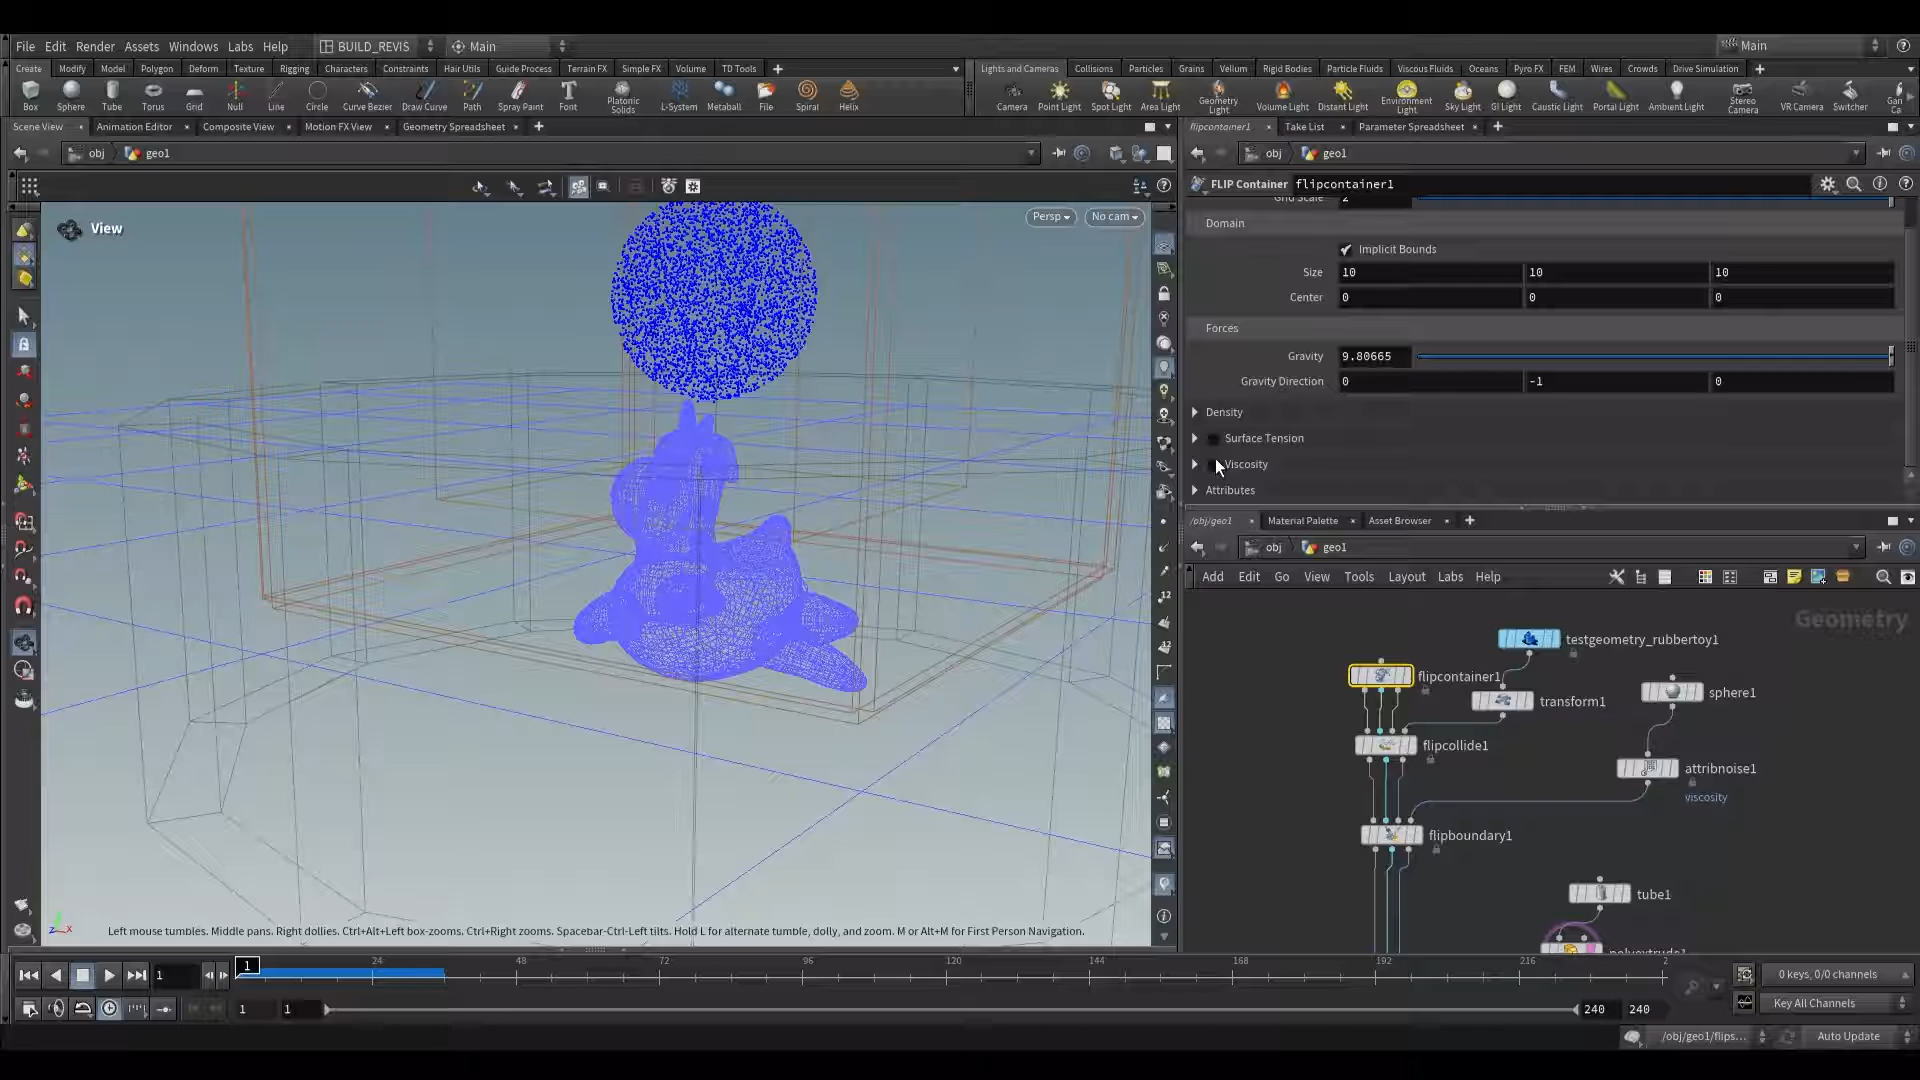 File Edit Render Assets Windows Labs Help BUILD_REVIS Main Main
Create Modify Model Polygon Deform Texture Rigging Characters Constraints Hair Utils Guide Process Terrain FX Simple FX Volume TD Tools
Lights and Cameras Collisions Particles Grains Vellum Rigid Bodies Particle Fluids Viscous Fluids Oceans Pyro FX FEM Wires Crowds Drive Simulation
Box Sphere Tube Torus Grid Null Line Circle Curve Bezier Draw Curve Path Spray Paint Font Platonic Solids L-System Metaball File Spiral Helix
Camera Point Light Spot Light Area Light Geometry Light Volume Light Distant Light Environment Light Sky Light GI Light Caustic Light Portal Light Ambient Light Stereo Camera VR Camera Switcher
Scene View Animation Editor Composite View Motion FX View Geometry Spreadsheet
flipcontainer1 Take List Parameter Spreadsheet
obj geo1
obj geo1
FLIP Container flipcontainer1
Grid Scale 2
View
Persp No cam
Domain
Implicit Bounds
Size 10 10 10
Center 0 0 0
Forces
Gravity 9.80665
Gravity Direction 0 -1 0
Density
Surface Tension
Viscosity
Attributes
/obj/geo1 Material Palette Asset Browser
obj geo1
Add Edit Go View Tools Layout Labs Help
Geometry
testgeometry_rubbertoy1
flipcontainer1
transform1
sphere1
flipcollide1
attribnoise1
viscosity
flipboundary1
tube1
polyextrude1
Left mouse tumbles. Middle pans. Right dollies. Ctrl+Alt+Left box-zooms. Ctrl+Right zooms. Spacebar-Ctrl-Left tilts. Hold L for alternate tumble, dolly, and zoom. M or Alt+M for First Person Navigation.
1 1 24 48 72 96 120 144 168 192 216 2
0 keys, 0/0 channels
1 1 240 240
Key All Channels
/obj/geo1/flips...
Auto Update